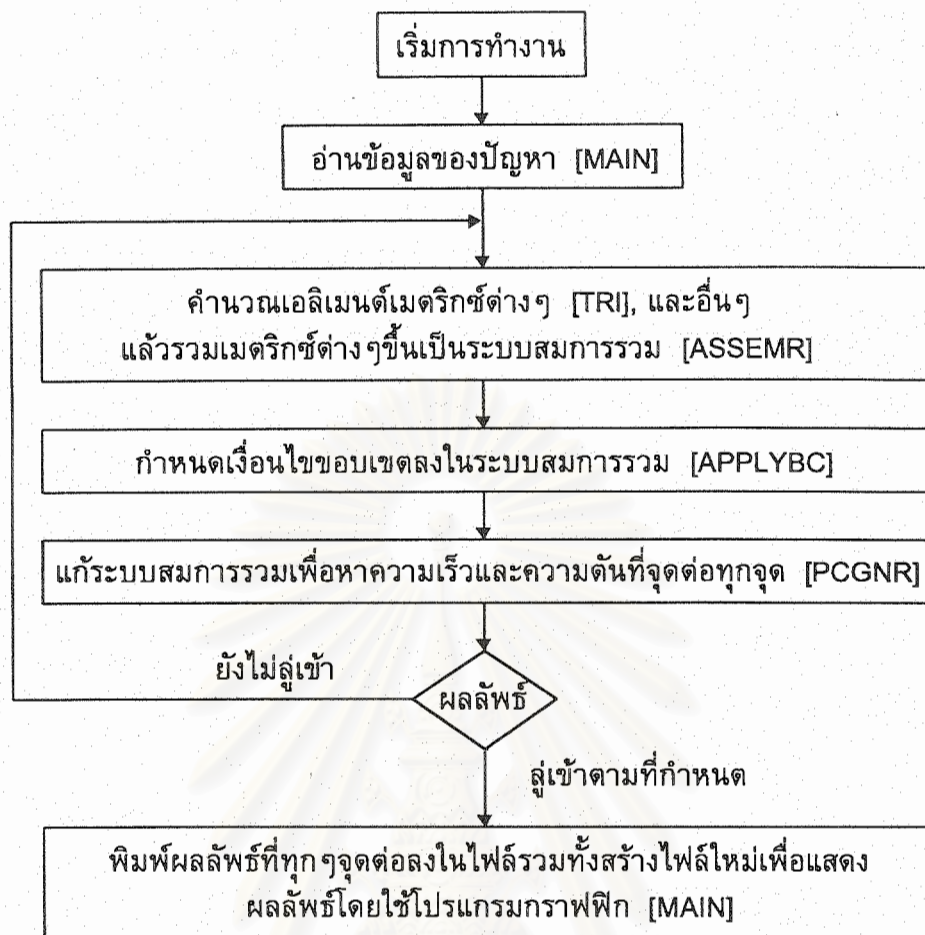 เริ่มการทำงาน
อ่านข้อมูลของปัญหา [MAIN]
คำนวณเอลิเมนต์เมตริกซ์ต่างๆ [TRI], และอื่นๆ
แล้วรวมเมตริกซ์ต่างๆขึ้นเป็นระบบสมการรวม [ASSEMR]
กำหนดเงื่อนไขขอบเขตลงในระบบสมการรวม [APPLYBC]
แก้ระบบสมการรวมเพื่อหาความเร็วและความดันที่จุดต่อทุกจุด [PCGNR]
ยังไม่ลู่เข้า
ผลลัพธ์
ลู่เข้าตามที่กำหนด
พิมพ์ผลลัพธ์ที่ทุกๆจุดต่อลงในไฟล์รวมทั้งสร้างไฟล์ใหม่เพื่อแสดง
ผลลัพธ์โดยใช้โปรแกรมกราฟฟิก [MAIN]